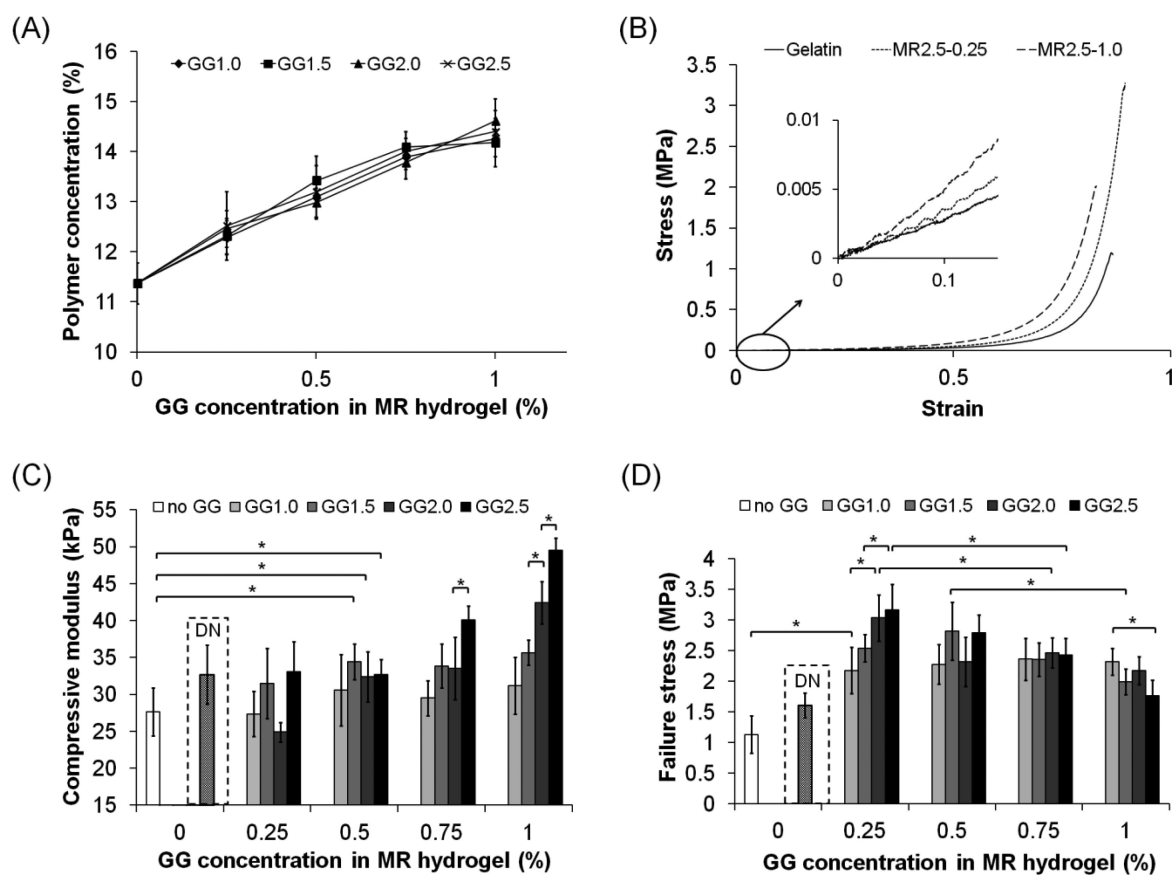 (A)
GG1.0 GG1.5 GG2.0 GG2.5
16
15
14
13
12
11
10
Polymer concentration (%)
0 0.5 1
GG concentration in MR hydrogel (%)
(B)
Gelatin MR2.5-0.25 MR2.5-1.0
3.5
3
2.5
2
1.5
1
0.5
0
Stress (MPa)
0.01
0.005
0
0 0.1
0 0.5 1
Strain
(C)
no GG GG1.0 GG1.5 GG2.0 GG2.5
55
50
45
40
35
30
25
20
15
Compressive modulus (kPa)
*
*
*
DN
*
*
*
0 0.25 0.5 0.75 1
GG concentration in MR hydrogel (%)
(D)
no GG GG1.0 GG1.5 GG2.0 GG2.5
4
3.5
3
2.5
2
1.5
1
0.5
0
Failure stress (MPa)
*
DN
*
*
*
*
*
*
0 0.25 0.5 0.75 1
GG concentration in MR hydrogel (%)